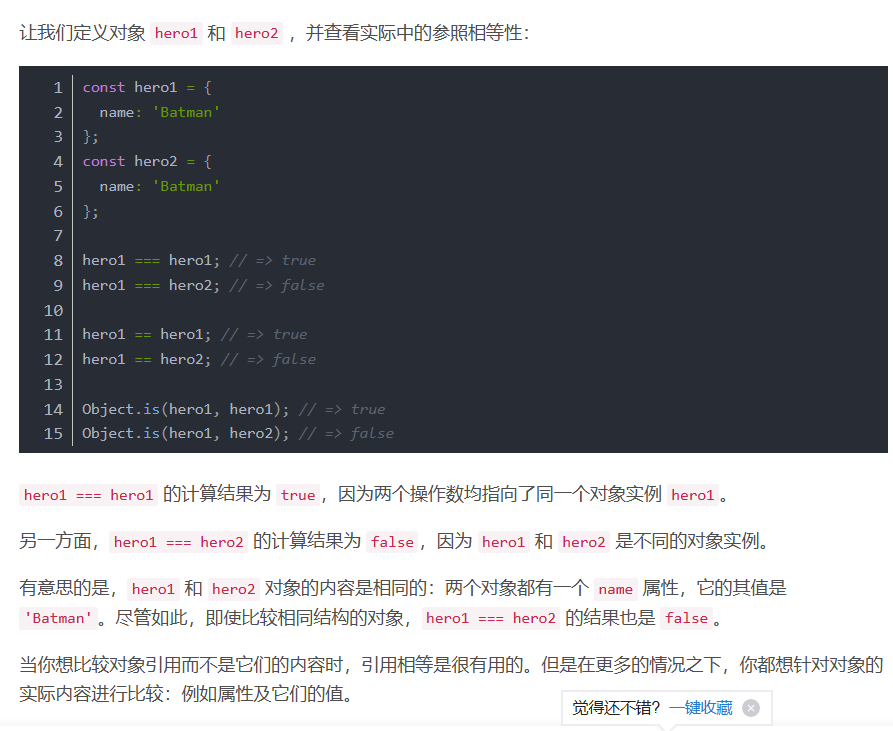 让我们定义对象 hero1 和 hero2 ，并查看实际中的参照相等性：
1 const hero1 = {
2   name: 'Batman'
3 };
4 const hero2 = {
5   name: 'Batman'
6 };
7
8 hero1 === hero1; // => true
9 hero1 === hero2; // => false
10
11 hero1 == hero1; // => true
12 hero1 == hero2; // => false
13
14 Object.is(hero1, hero1); // => true
15 Object.is(hero1, hero2); // => false
hero1 === hero1 的计算结果为 true ，因为两个操作数均指向了同一个对象实例 hero1 。
另一方面， hero1 === hero2 的计算结果为 false ，因为 hero1 和 hero2 是不同的对象实例。
有意思的是， hero1 和 hero2 对象的内容是相同的：两个对象都有一个 name 属性，它的其值是
'Batman' 。尽管如此，即使比较相同结构的对象， hero1 === hero2 的结果也是 false 。
当你想比较对象引用而不是它们的内容时，引用相等是很有用的。但是在更多的情况之下，你都想针对对象的
实际内容进行比较：例如属性及它们的值。
觉得还不错？ 一键收藏